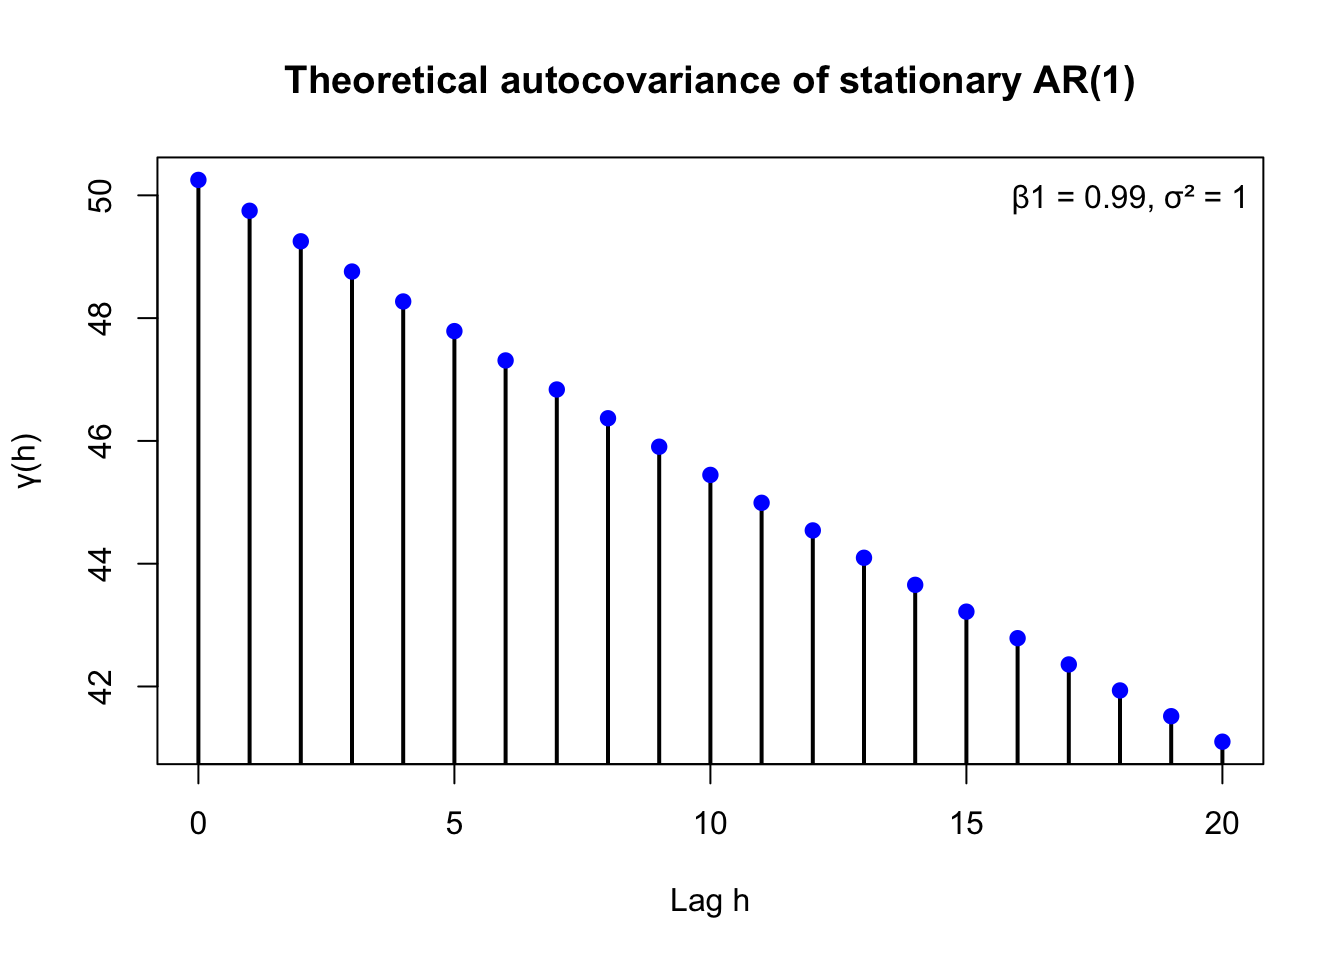 Theoretical autocovariance of stationary AR(1)
β1 = 0.99, σ² = 1
γ(h)
50
48
46
44
42
0 5 10 15 20
Lag h